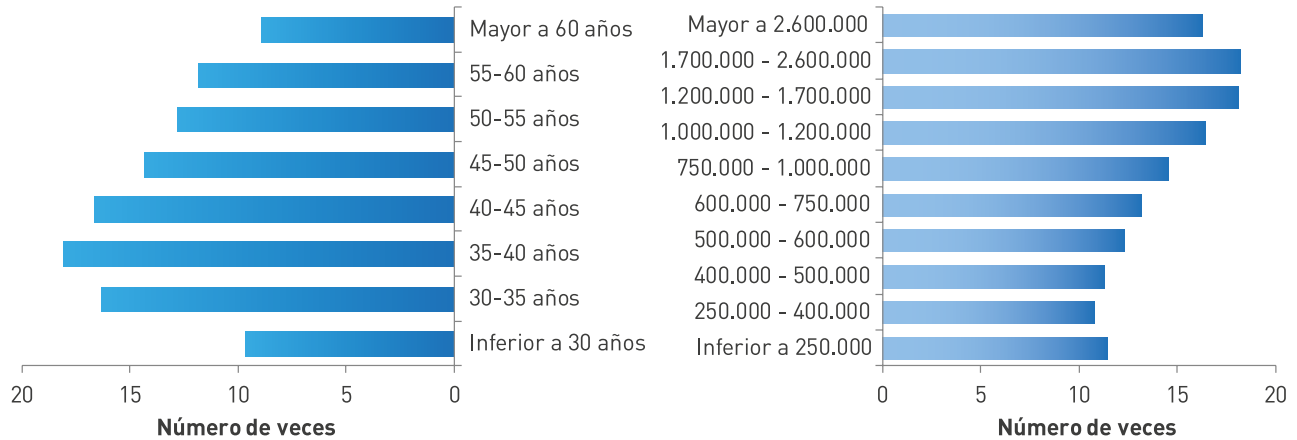 Mayor a 60 años
55-60 años
50-55 años
45-50 años
40-45 años
35-40 años
30-35 años
Inferior a 30 años
20 15 10 5 0
Número de veces
Mayor a 2.600.000
1.700.000 - 2.600.000
1.200.000 - 1.700.000
1.000.000 - 1.200.000
750.000 - 1.000.000
600.000 - 750.000
500.000 - 600.000
400.000 - 500.000
250.000 - 400.000
Inferior a 250.000
0 5 10 15 20
Número de veces